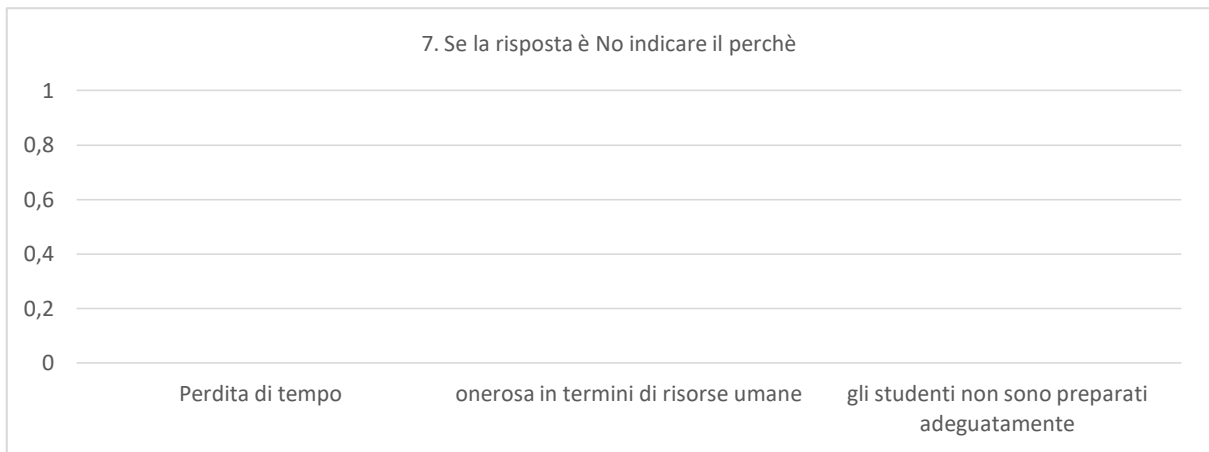 7. Se la risposta è No indicare il perchè
1
0,8
0,6
0,4
0,2
0
Perdita di tempo
onerosa in termini di risorse umane
gli studenti non sono preparati
adeguatamente